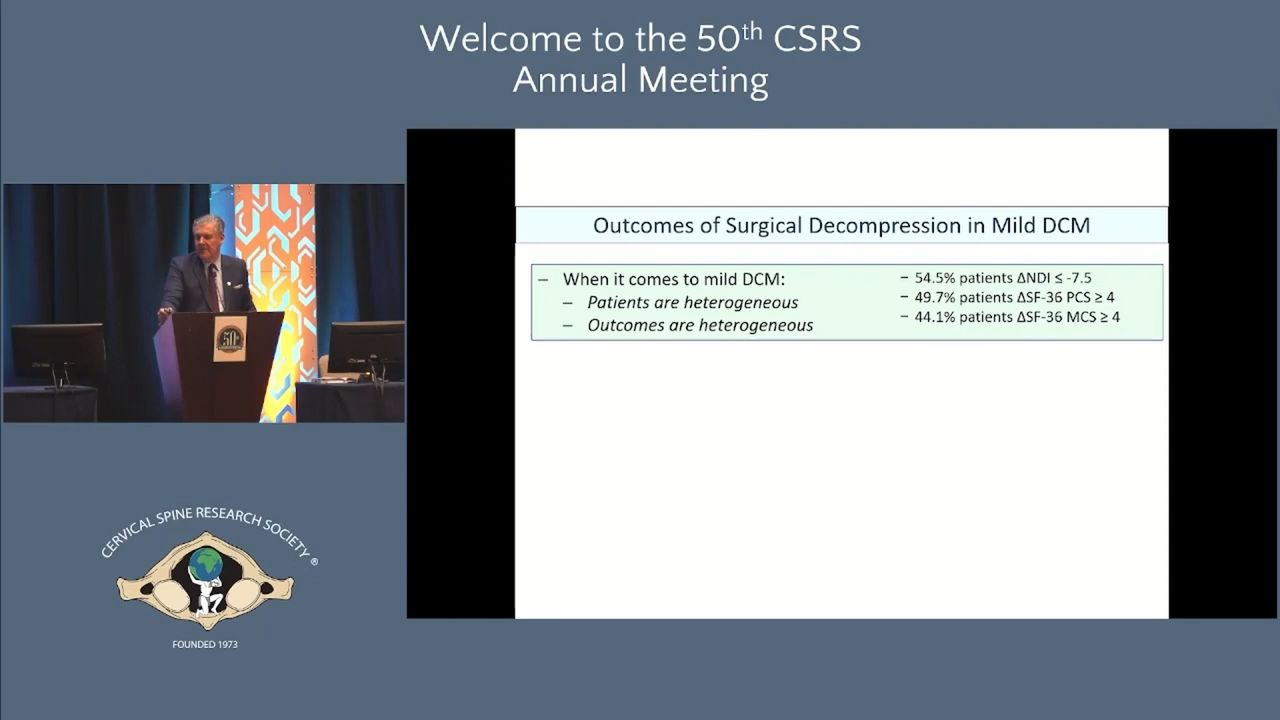 Welcome to the 50th CSRS
Annual Meeting
Outcomes of Surgical Decompression in Mild DCM
– When it comes to mild DCM:
– Patients are heterogeneous
– Outcomes are heterogeneous
– 54.5% patients ΔNDI ≤ -7.5
– 49.7% patients ΔSF-36 PCS ≥ 4
– 44.1% patients ΔSF-36 MCS ≥ 4
50
CERVICAL SPINE RESEARCH SOCIETY ®
FOUNDED 1973